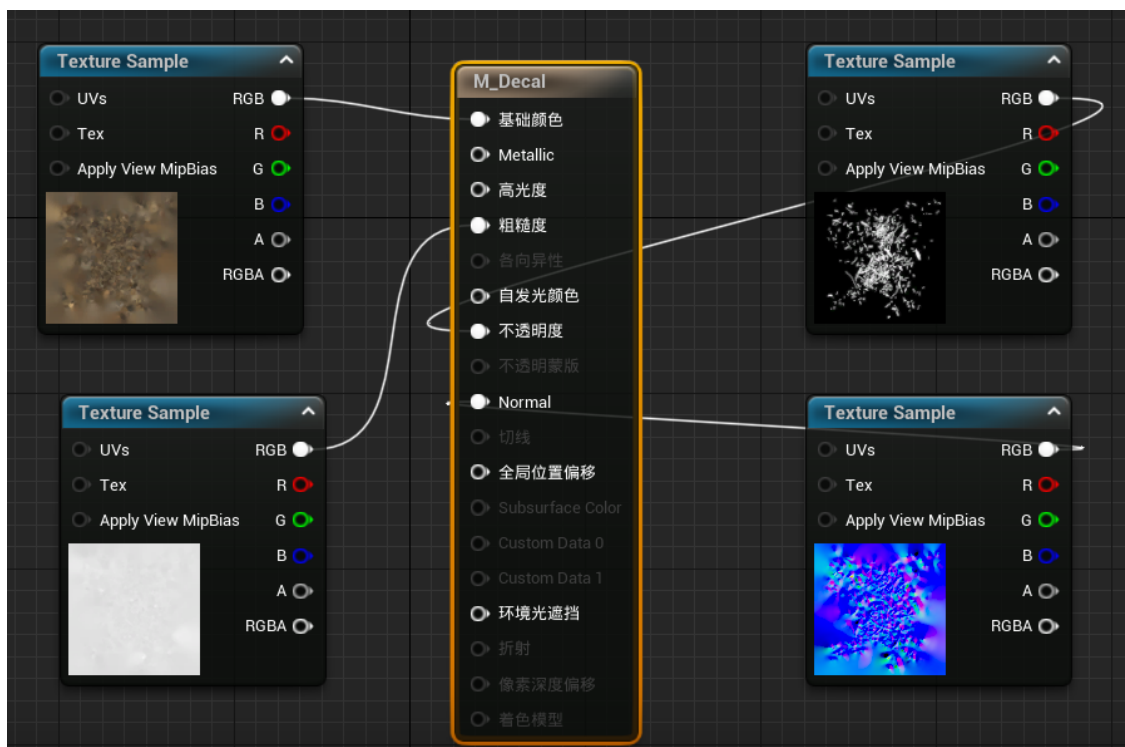 Texture Sample
UVs
RGB
Tex
R
Apply View MipBias
G
B
A
RGBA
Texture Sample
UVs
RGB
Tex
R
Apply View MipBias
G
B
A
RGBA
M_Decal
基础颜色
Metallic
高光度
粗糙度
各向异性
自发光颜色
不透明度
不透明蒙版
Normal
切线
全局位置偏移
Subsurface Color
Custom Data 0
Custom Data 1
环境光遮挡
折射
像素深度偏移
着色模型
Texture Sample
UVs
RGB
Tex
R
Apply View MipBias
G
B
A
RGBA
Texture Sample
UVs
RGB
Tex
R
Apply View MipBias
G
B
A
RGBA